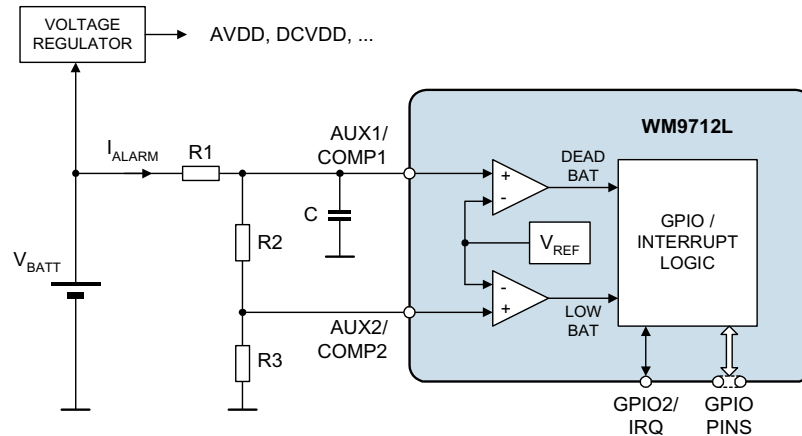 VOLTAGE
REGULATOR
AVDD, DCVDD, ...
WM9712L
I_ALARM
R1
AUX1/
COMP1
DEAD
BAT
+
-
C
R2
V_REF
GPIO /
INTERRUPT
LOGIC
V_BATT
-
+
LOW
BAT
AUX2/
COMP2
R3
GPIO2/
IRQ
GPIO
PINS